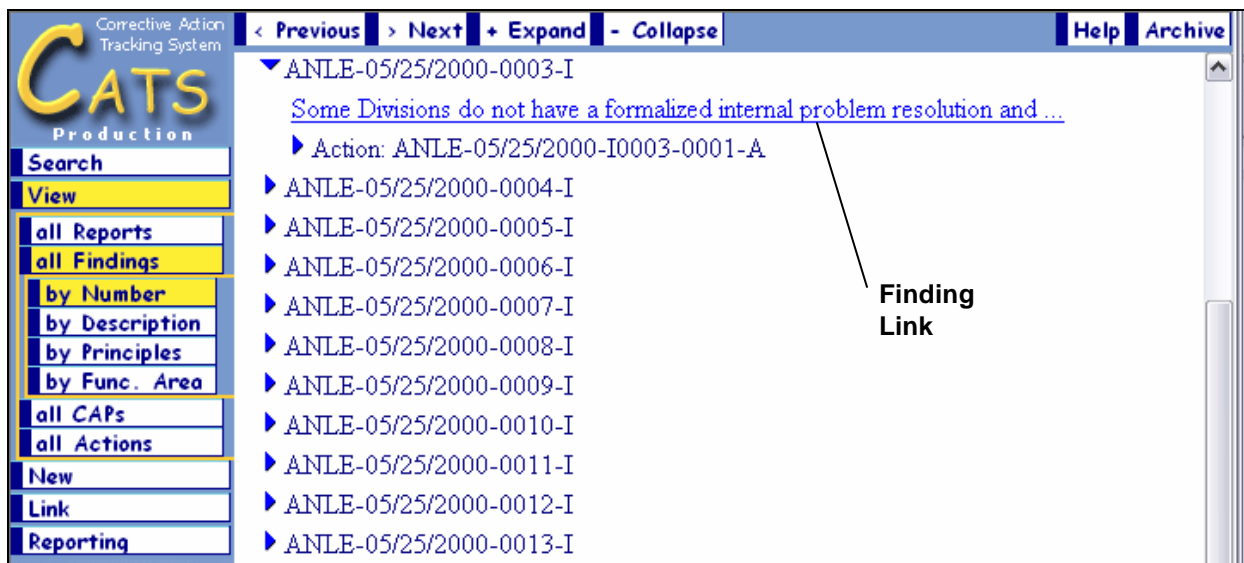 Corrective Action
Tracking System
CATS
Production
Search
View
all Reports
all Findings
by Number
by Description
by Principles
by Func. Area
all CAPs
all Actions
New
Link
Reporting
< Previous > Next + Expand - Collapse Help Archive
ANLE-05/25/2000-0003-I
Some Divisions do not have a formalized internal problem resolution and ...
Action: ANLE-05/25/2000-I0003-0001-A
ANLE-05/25/2000-0004-I
ANLE-05/25/2000-0005-I
ANLE-05/25/2000-0006-I
ANLE-05/25/2000-0007-I
ANLE-05/25/2000-0008-I
ANLE-05/25/2000-0009-I
ANLE-05/25/2000-0010-I
ANLE-05/25/2000-0011-I
ANLE-05/25/2000-0012-I
ANLE-05/25/2000-0013-I
Finding
Link